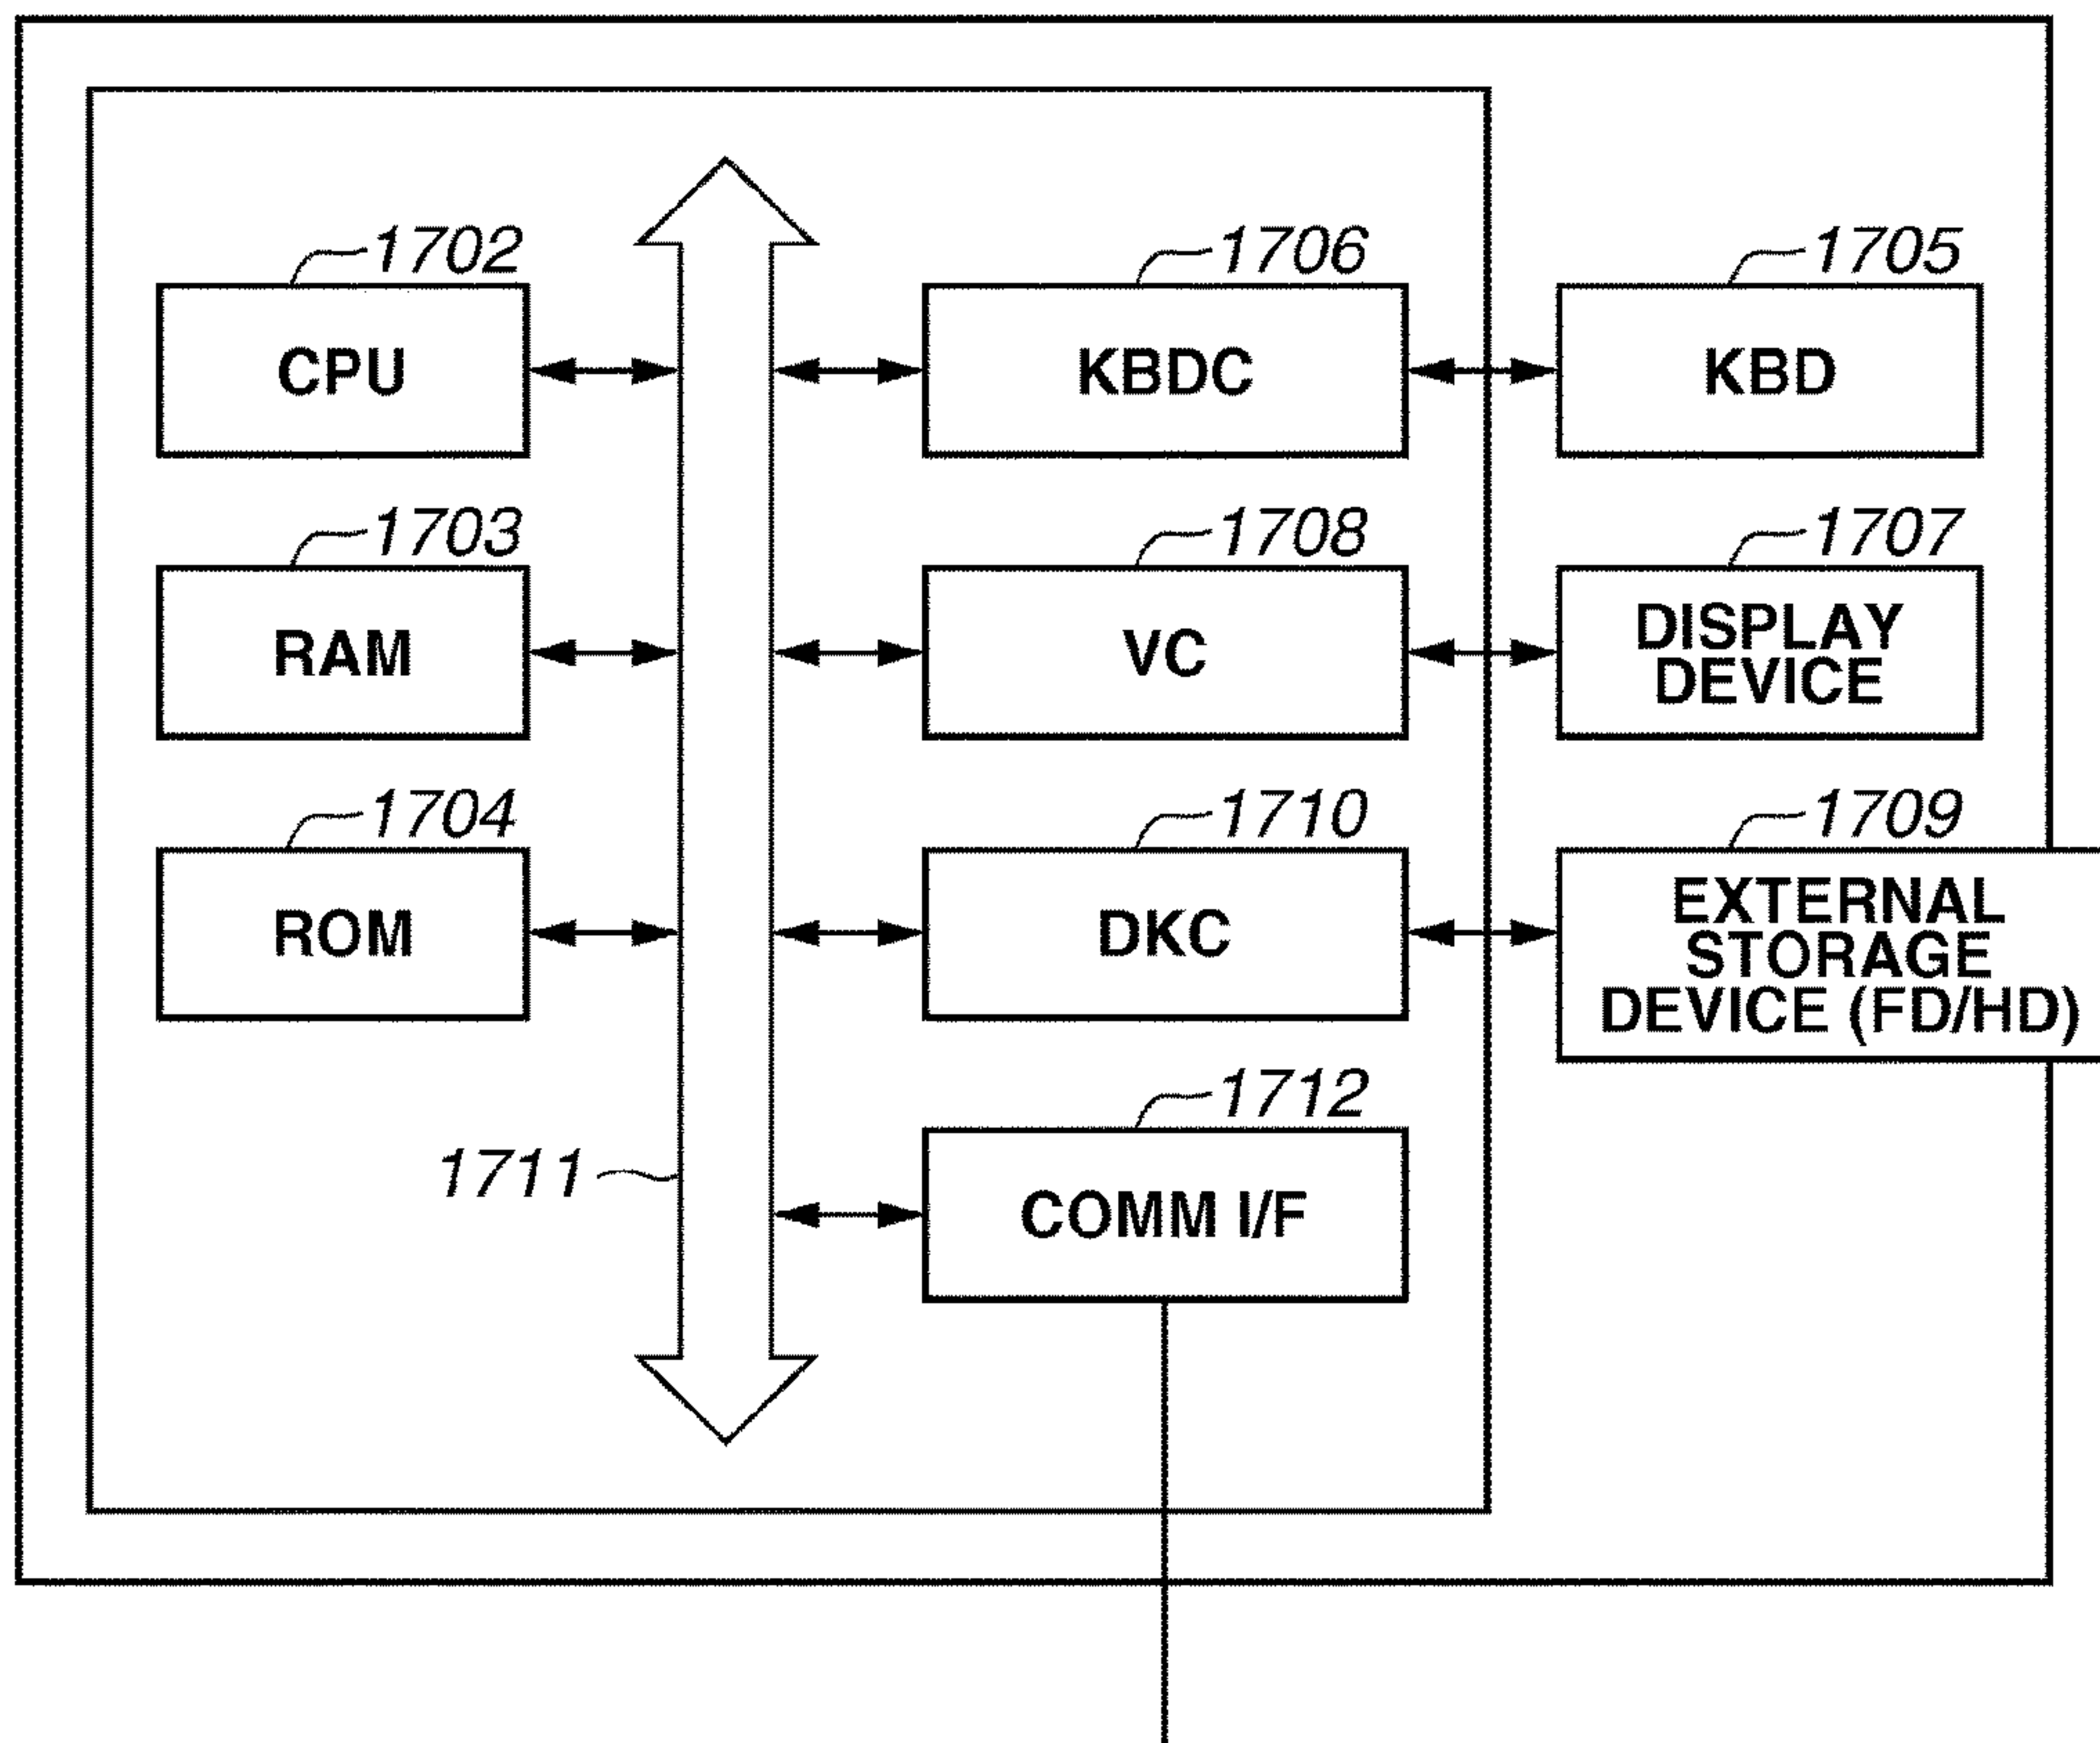 1702
CPU
1706
KBDC
1705
KBD
1703
RAM
1708
VC
1707
DISPLAY
DEVICE
1704
ROM
1710
DKC
1709
EXTERNAL
STORAGE
DEVICE (FD/HD)
1711
1712
COMM I/F